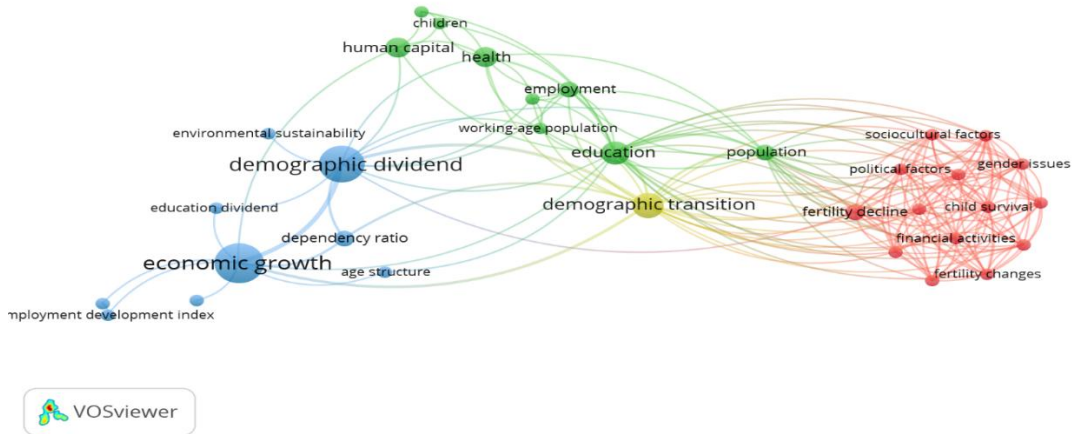 children
human capital
health
employment
working-age population
environmental sustainability
demographic dividend
education
population
sociocultural factors
gender issues
political factors
demographic transition
education dividend
dependency ratio
fertility decline
child survival
economic growth
age structure
financial activities
fertility changes
mployment development index
VOSviewer